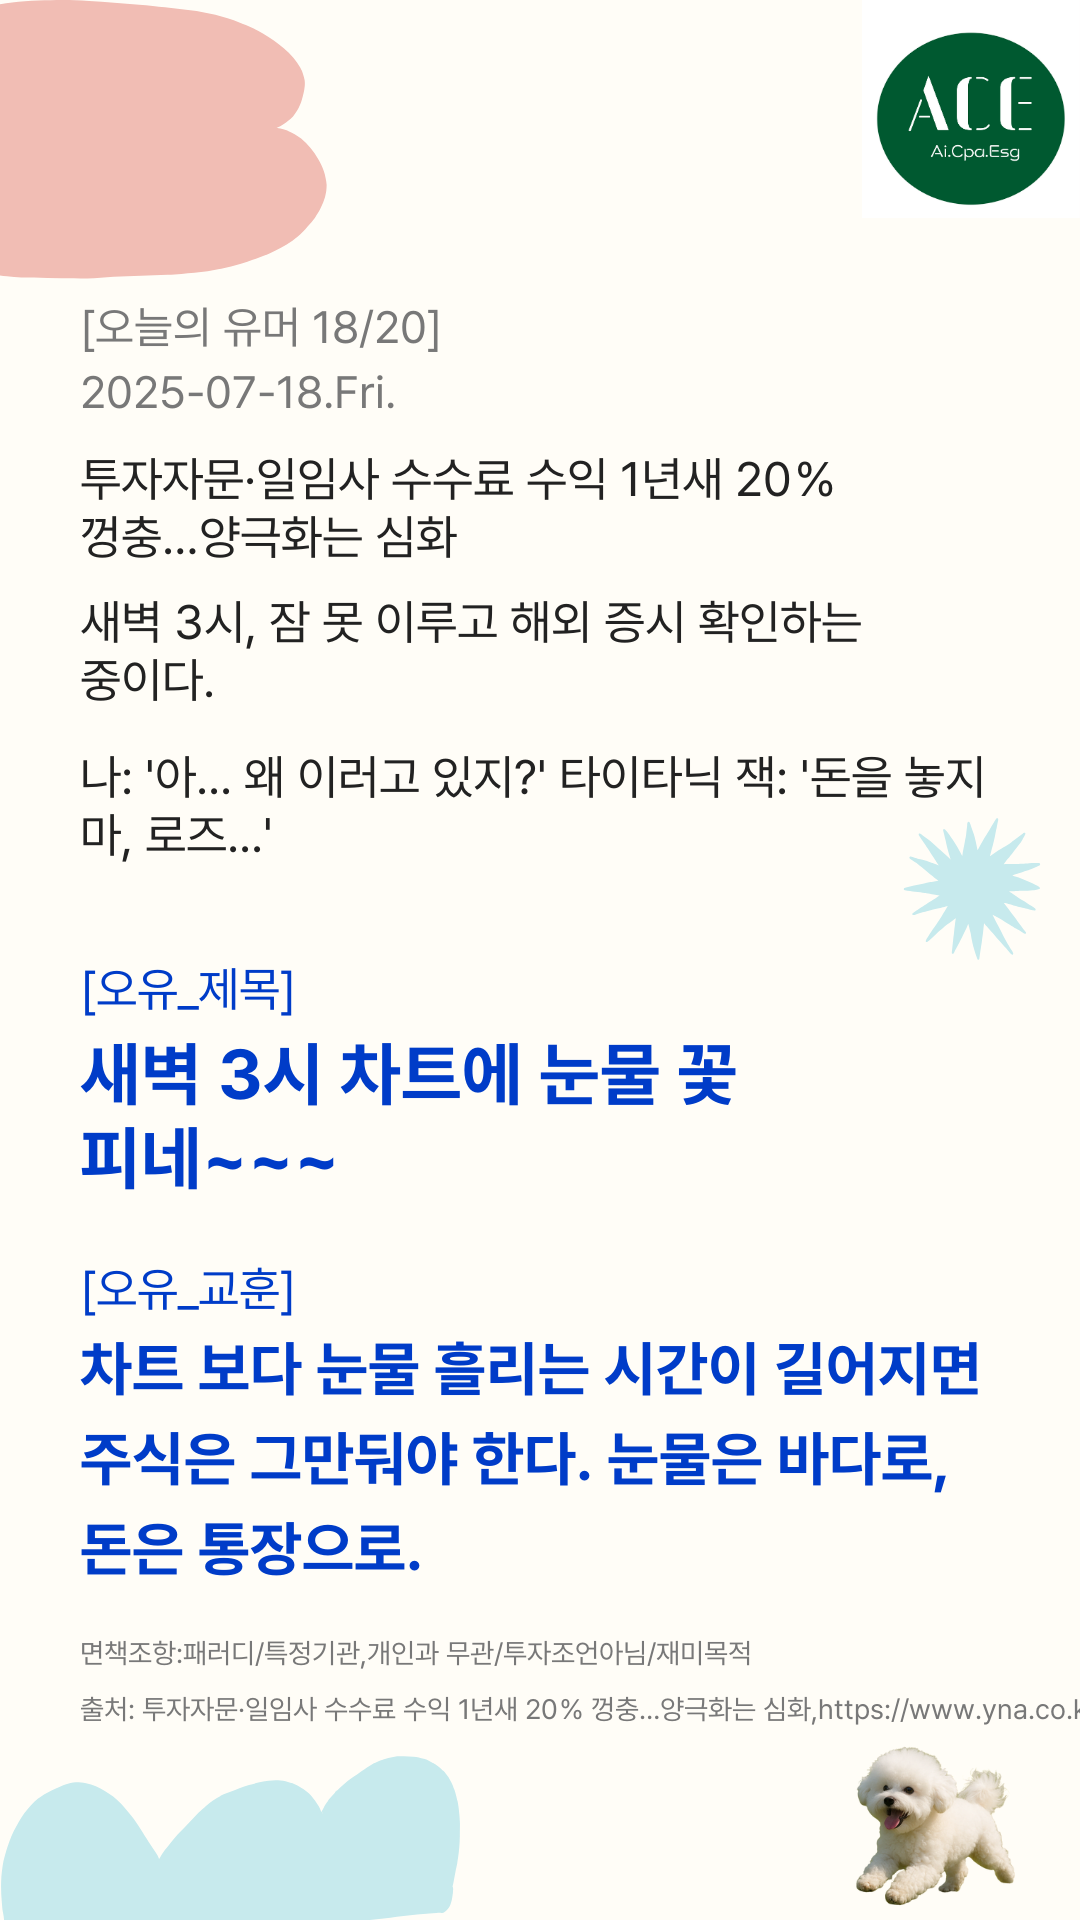 ACE
Ai.Cpa.Esg
[오늘의 유머 18/20]
2025-07-18.Fri.
투자자문·일임사 수수료 수익 1년새 20%
껑충…양극화는 심화
새벽 3시, 잠 못 이루고 해외 증시 확인하는
중이다.
나: '아... 왜 이러고 있지?' 타이타닉 잭: '돈을 놓지
마, 로즈...'
[오유_제목]
새벽 3시 차트에 눈물 꽃
피네~~~
[오유_교훈]
차트 보다 눈물 흘리는 시간이 길어지면
주식은 그만둬야 한다. 눈물은 바다로,
돈은 통장으로.
면책조항:패러디/특정기관,개인과 무관/투자조언아님/재미목적
출처: 투자자문·일임사 수수료 수익 1년새 20% 껑충…양극화는 심화,https://www.yna.co.k